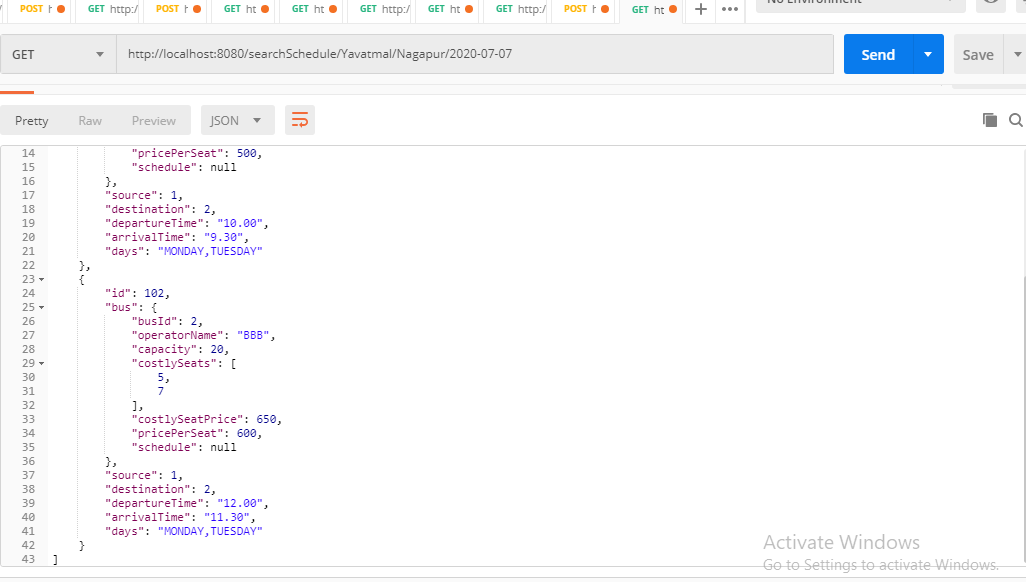 POST h GET http:/ POST h GET ht GET ht GET http:/ GET ht GET http:/ POST h GET ht + •••
GET http://localhost:8080/searchSchedule/Yavatmal/Nagapur/2020-07-07 Send Save
Pretty Raw Preview JSON
14 "pricePerSeat": 500,
15 "schedule": null
16 },
17 "source": 1,
18 "destination": 2,
19 "departureTime": "10.00",
20 "arrivalTime": "9.30",
21 "days": "MONDAY,TUESDAY"
22 },
23 {
24 "id": 102,
25 "bus": {
26 "busId": 2,
27 "operatorName": "BBB",
28 "capacity": 20,
29 "costlySeats": [
30 5,
31 7
32 ],
33 "costlySeatPrice": 650,
34 "pricePerSeat": 600,
35 "schedule": null
36 },
37 "source": 1,
38 "destination": 2,
39 "departureTime": "12.00",
40 "arrivalTime": "11.30",
41 "days": "MONDAY,TUESDAY"
42 }
43 ]
Activate Windows
Go to Settings to activate Windows.